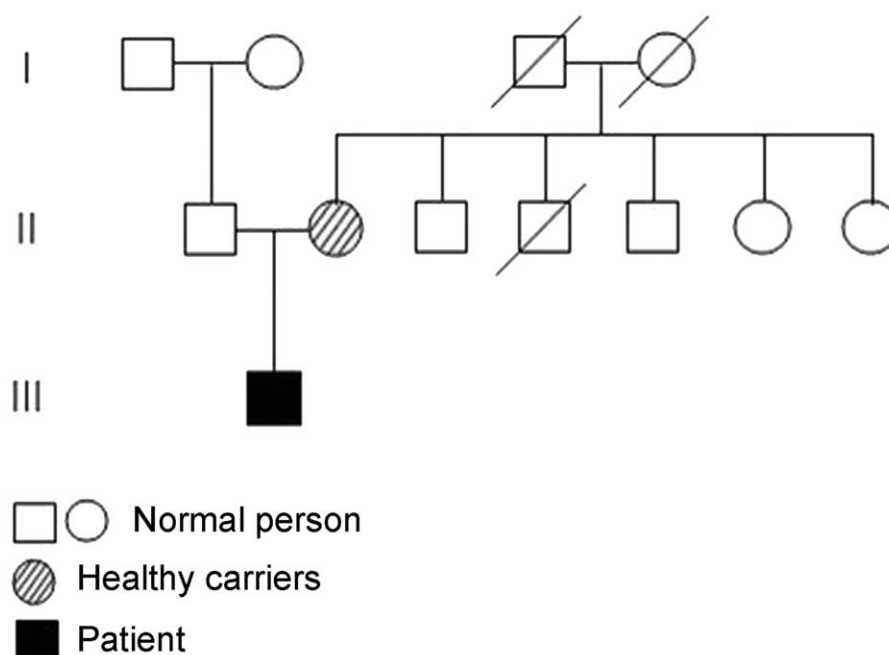 I
II
III
Normal person
Healthy carriers
Patient